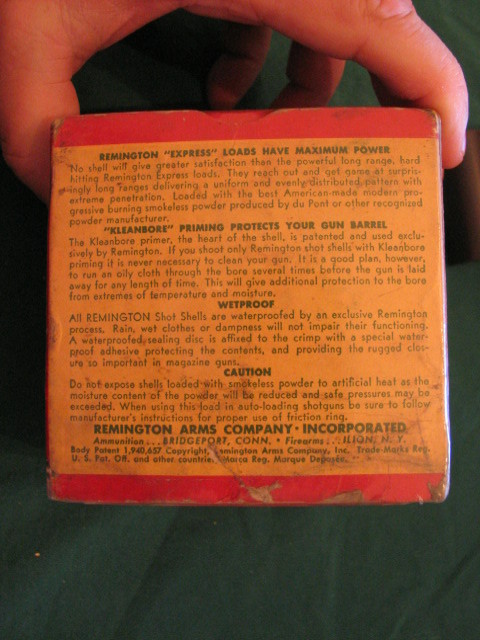 REMINGTON "EXPRESS" LOADS HAVE MAXIMUM POWER
No shell will give greater satisfaction than the powerful long range, hard
hitting Remington Express loads. They reach out and get game at surpris-
ingly long ranges delivering a uniform and evenly distributed pattern with
extreme penetration. Loaded with the best American-made modern pro-
gressive burning smokeless powder produced by du Pont or other recognized
powder manufacturer.
"KLEANBORE" PRIMING PROTECTS YOUR GUN BARREL
The Kleanbore primer, the heart of the shell, is patented and used exclu-
sively by Remington. If you shoot only Remington shot shells with Kleanbore
priming it is never necessary to clean your gun. It is a good plan, however,
to run an oily cloth through the bore several times before the gun is laid
away for any length of time. This will give additional protection to the bore
from extremes of temperature and moisture.
WETPROOF
All REMINGTON Shot Shells are waterproofed by an exclusive Remington
process. Rain, wet clothes or dampness will not impair their functioning.
A waterproofed sealing disc is affixed to the crimp with a special water-
proof adhesive protecting the contents, and providing the rugged clos-
ure so important in magazine guns.
CAUTION
Do not expose shells loaded with smokeless powder to artificial heat as the
moisture content of the powder will be reduced and safe pressures may be
exceeded. When using this load in auto-loading shotguns be sure to follow
manufacturer's instructions for proper use of friction ring.
REMINGTON ARMS COMPANY · INCORPORATED
Ammunition... BRIDGEPORT, CONN. • Firearms... ILION, N. Y.
Body Patent 1,940,657 Copyright, Remington Arms Company, Inc. Trade-Marks Reg.
U. S. Pat. Off. and other countries. Marca Reg. Marque Deposée.